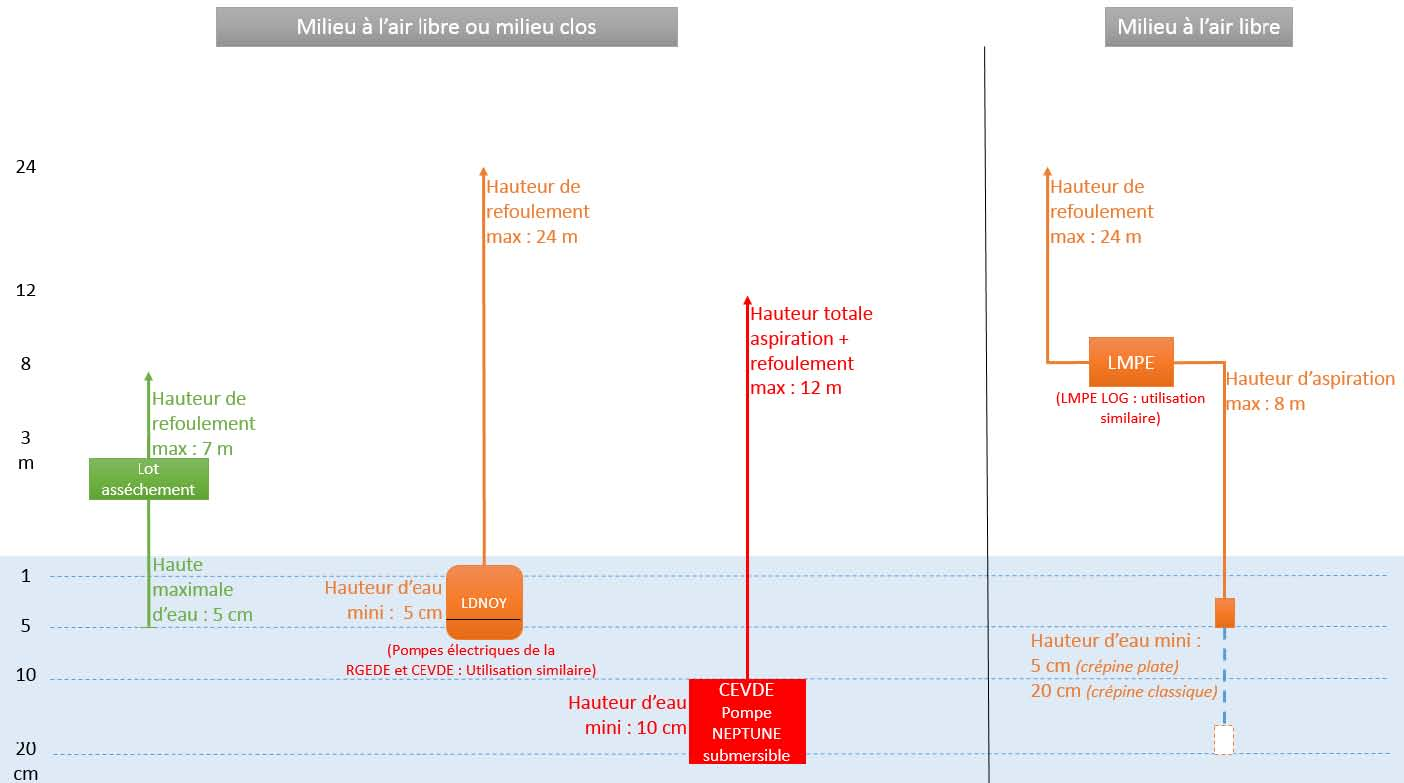 Milieu à l'air libre ou milieu clos
Milieu à l'air libre
24
12
8
3
m
1
5
10
20
cm
Hauteur de
refoulement
max : 7 m
Lot
asséchement
Haute
maximale
d'eau : 5 cm
Hauteur de
refoulement
max : 24 m
Hauteur d'eau
mini : 5 cm
LDNOY
(Pompes électriques de la
RGEDE et CEVDE : Utilisation similaire)
Hauteur totale
aspiration +
refoulement
max : 12 m
Hauteur d'eau
mini : 10 cm
CEVDE
Pompe
NEPTUNE
submersible
Hauteur de
refoulement
max : 24 m
LMPE
(LMPE LOG : utilisation
similaire)
Hauteur d'aspiration
max : 8 m
Hauteur d'eau mini :
5 cm (crépine plate)
20 cm (crépine classique)